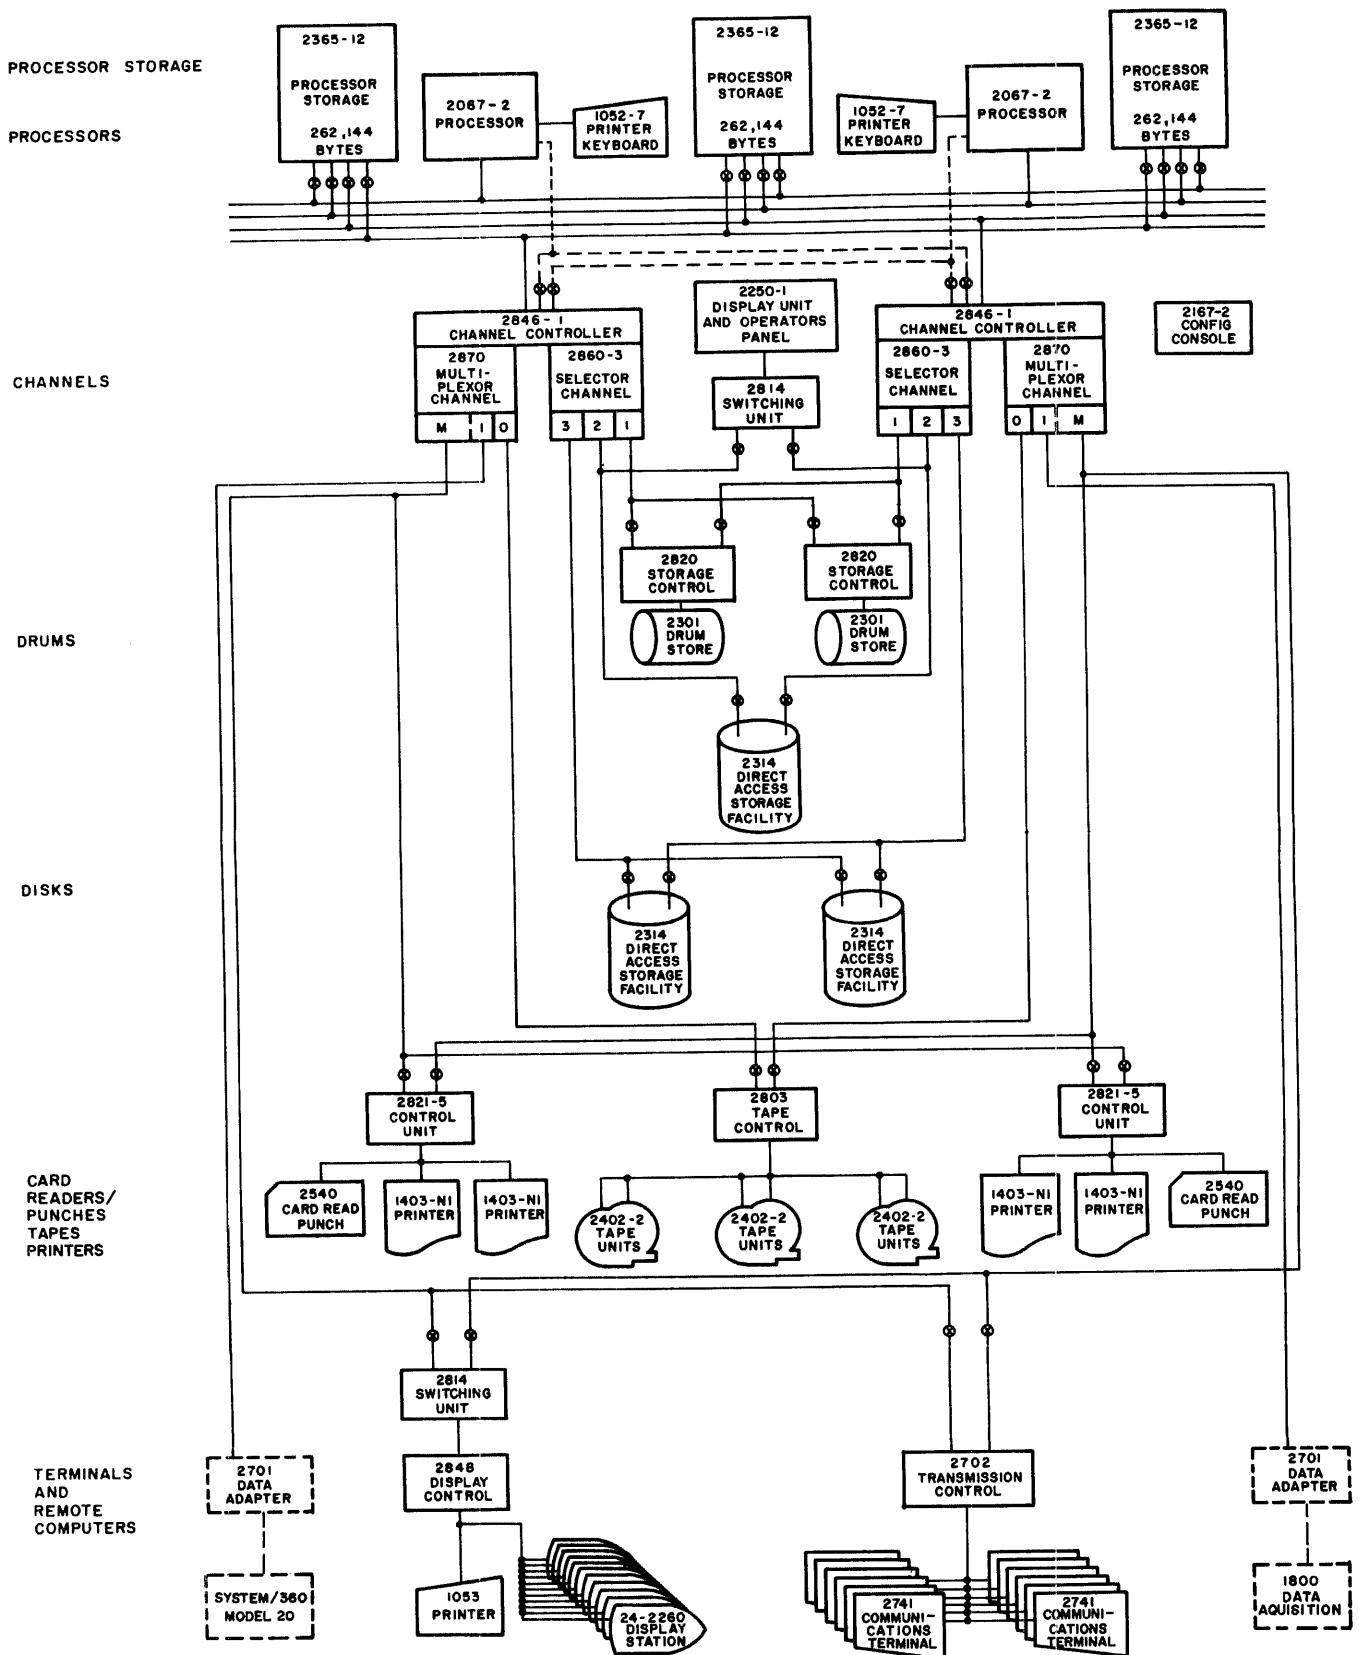 PROCESSOR STORAGE
PROCESSORS
2365-12
PROCESSOR
STORAGE
262,144
BYTES
2067-2
PROCESSOR
1052-7
PRINTER
KEYBOARD
2365-12
PROCESSOR
STORAGE
262,144
BYTES
1052-7
PRINTER
KEYBOARD
2067-2
PROCESSOR
2365-12
PROCESSOR
STORAGE
262,144
BYTES
CHANNELS
2846-1
CHANNEL CONTROLLER
2870
MULTI-
PLEXOR
CHANNEL
M 1 0
2860-3
SELECTOR
CHANNEL
3 2 1
2250-1
DISPLAY UNIT
AND OPERATORS
PANEL
2814
SWITCHING
UNIT
2846-1
CHANNEL CONTROLLER
2860-3
SELECTOR
CHANNEL
1 2 3
2870
MULTI-
PLEXOR
CHANNEL
0 1 M
2167-2
CONFIG
CONSOLE
DRUMS
2820
STORAGE
CONTROL
2301
DRUM
STORE
2820
STORAGE
CONTROL
2301
DRUM
STORE
2314
DIRECT
ACCESS
STORAGE
FACILITY
DISKS
2314
DIRECT
ACCESS
STORAGE
FACILITY
2314
DIRECT
ACCESS
STORAGE
FACILITY
2821-5
CONTROL
UNIT
2803
TAPE
CONTROL
2821-5
CONTROL
UNIT
CARD
READERS/
PUNCHES
TAPES
PRINTERS
2540
CARD READ
PUNCH
1403-N1
PRINTER
1403-N1
PRINTER
2402-2
TAPE
UNITS
2402-2
TAPE
UNITS
2402-2
TAPE
UNITS
1403-N1
PRINTER
1403-N1
PRINTER
2540
CARD READ
PUNCH
2814
SWITCHING
UNIT
TERMINALS
AND
REMOTE
COMPUTERS
2701
DATA
ADAPTER
2848
DISPLAY
CONTROL
2702
TRANSMISSION
CONTROL
2701
DATA
ADAPTER
SYSTEM/360
MODEL 20
1053
PRINTER
24-2260
DISPLAY
STATION
2741
COMMUNI-
CATIONS
TERMINAL
2741
COMMUNI-
CATIONS
TERMINAL
1800
DATA
AQUISITION